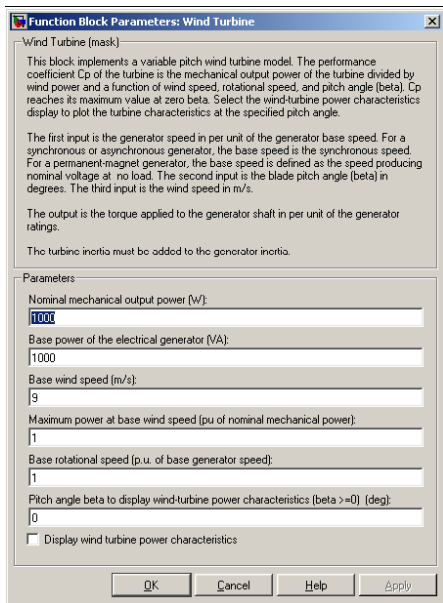 Function Block Parameters: Wind Turbine
Wind Turbine (mask)
This block implements a variable pitch wind turbine model. The performance
coefficient Cp of the turbine is the mechanical output power of the turbine divided by
wind power and a function of wind speed, rotational speed, and pitch angle (beta). Cp
reaches its maximum value at zero beta. Select the wind-turbine power characteristics
display to plot the turbine characteristics at the specified pitch angle.
The first input is the generator speed in per unit of the generator base speed. For a
synchronous or asynchronous generator, the base speed is the synchronous speed.
For a permanent-magnet generator, the base speed is defined as the speed producing
nominal voltage at no load. The second input is the blade pitch angle (beta) in
degrees. The third input is the wind speed in m/s.
The output is the torque applied to the generator shaft in per unit of the generator
ratings.
The turbine inertia must be added to the generator inertia.
Parameters
Nominal mechanical output power (W):
1000
Base power of the electrical generator (VA):
1000
Base wind speed (m/s):
9
Maximum power at base wind speed (pu of nominal mechanical power):
1
Base rotational speed (p.u. of base generator speed):
1
Pitch angle beta to display wind-turbine power characteristics (beta >=0) (deg):
0
Display wind turbine power characteristics
OK Cancel Help Apply